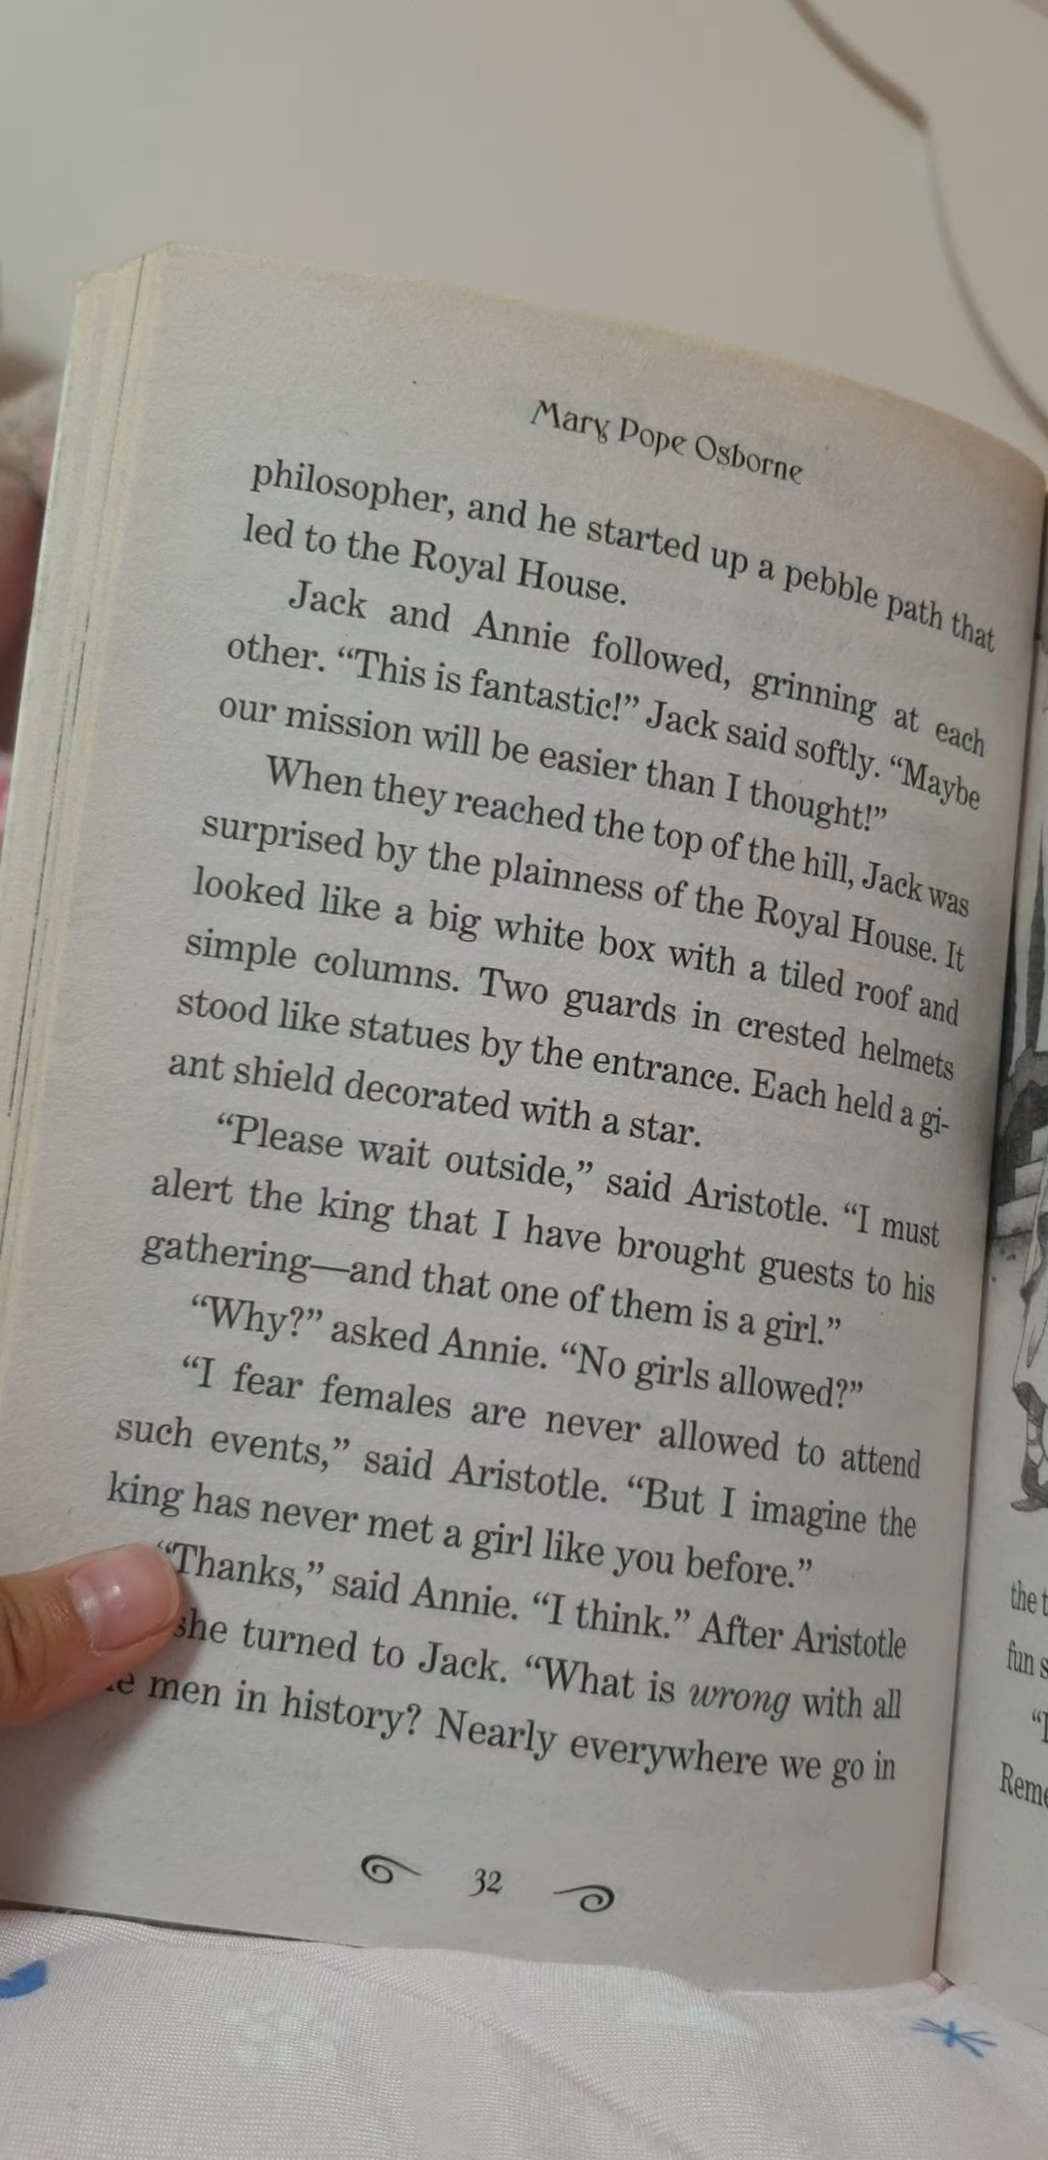 Mary Pope Osborne
philosopher, and he started up a pebble path that
led to the Royal House.
Jack and Annie followed, grinning at each
other. “This is fantastic!” Jack said softly. “Maybe
our mission will be easier than I thought!”
When they reached the top of the hill, Jack was
surprised by the plainness of the Royal House. It
looked like a big white box with a tiled roof and
simple columns. Two guards in crested helmets
stood like statues by the entrance. Each held a gi-
ant shield decorated with a star.
“Please wait outside,” said Aristotle. “I must
alert the king that I have brought guests to his
gathering—and that one of them is a girl.”
“Why?” asked Annie. “No girls allowed?”
“I fear females are never allowed to attend
such events,” said Aristotle. “But I imagine the
king has never met a girl like you before.”
“Thanks,” said Annie. “I think.” After Aristotle
she turned to Jack. “What is wrong with all
men in history? Nearly everywhere we go in
32
the
fun